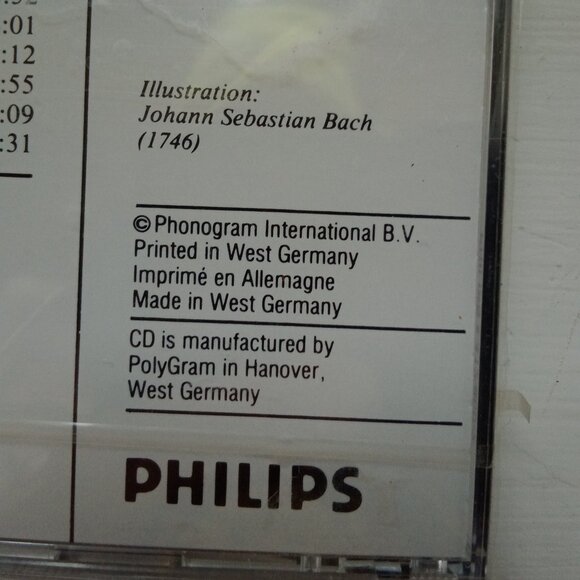 :01
:12
:55
:09
:31
Illustration:
Johann Sebastian Bach
(1746)
© Phonogram International B.V.
Printed in West Germany
Imprimé en Allemagne
Made in West Germany
CD is manufactured by
PolyGram in Hanover,
West Germany
PHILIPS